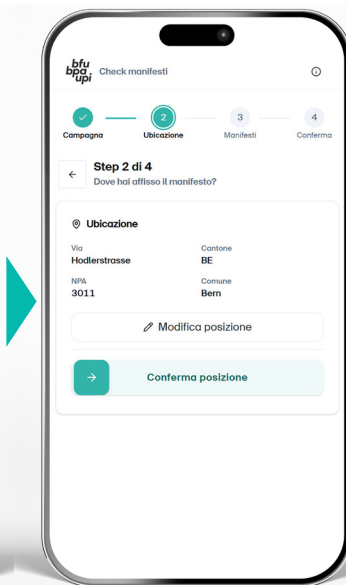 bfu
bpa
upi
Check manifesti
2
3
4
Campagna
Ubicazione
Manifesti
Conferma
Step 2 di 4
Dove hai affisso il manifesto?
Ubicazione
Via
Cantone
Hodlerstrasse
BE
NPA
Comune
3011
Bern
Modifica posizione
Conferma posizione